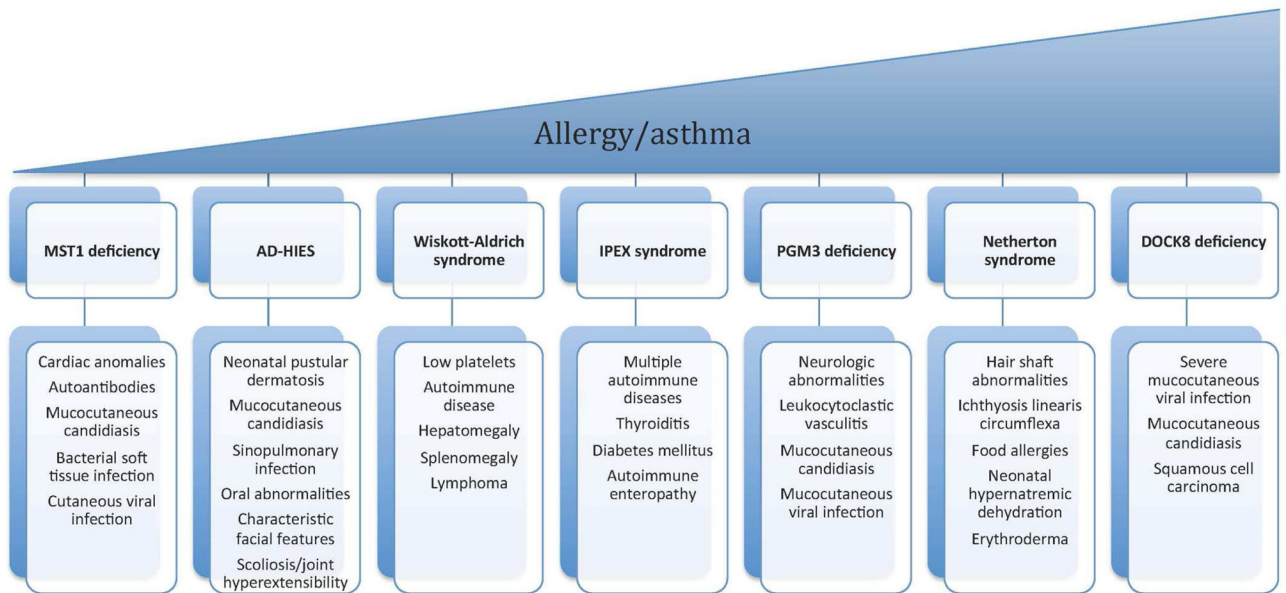 Allergy/asthma
MST1 deficiency
AD-HIES
Wiskott-Aldrich
syndrome
IPEX syndrome
PGM3 deficiency
Netherton
syndrome
DOCK8 deficiency
Cardiac anomalies
Autoantibodies
Mucocutaneous
candidiasis
Bacterial soft
tissue infection
Cutaneous viral
infection
Neonatal pustular
dermatosis
Mucocutaneous
candidiasis
Sinopulmonary
infection
Oral abnormalities
Characteristic
facial features
Scoliosis/joint
hyperextensibility
Low platelets
Autoimmune
disease
Hepatomegaly
Splenomegaly
Lymphoma
Multiple
autoimmune
diseases
Thyroiditis
Diabetes mellitus
Autoimmune
enteropathy
Neurologic
abnormalities
Leukocytoclastic
vasculitis
Mucocutaneous
candidiasis
Mucocutaneous
viral infection
Hair shaft
abnormalities
Ichthyosis linearis
circumflexa
Food allergies
Neonatal
hypernatremic
dehydration
Erythroderma
Severe
mucocutaneous
viral infection
Mucocutaneous
candidiasis
Squamous cell
carcinoma